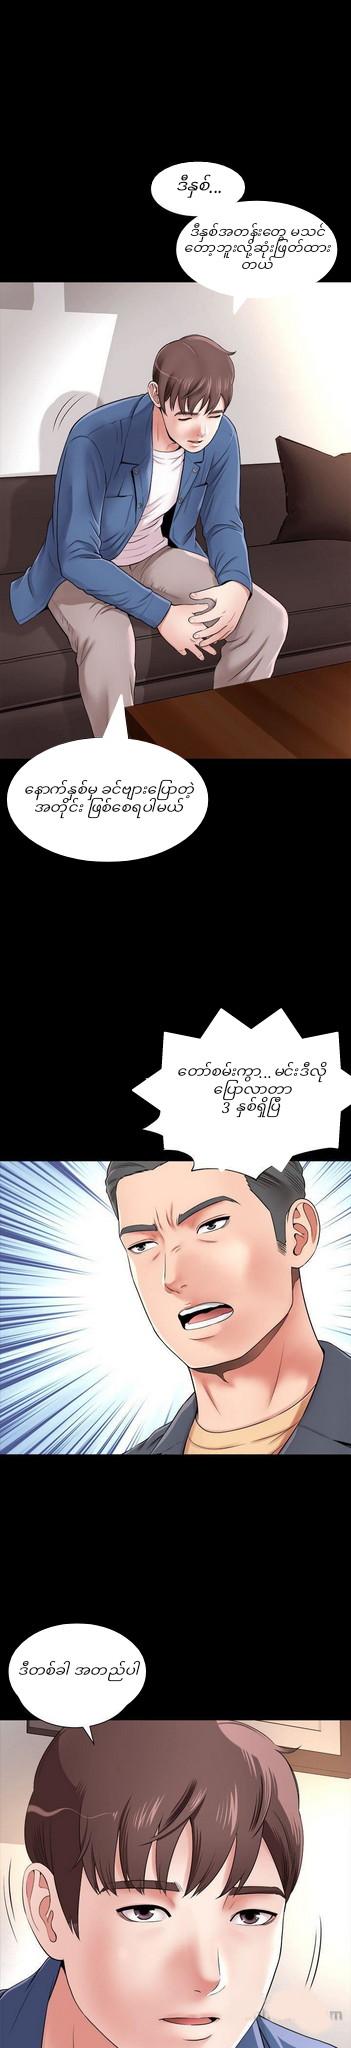 ဒီနှစ်...
ဒီနှစ်အတန်းတွေ မသင်
တော့ဘူးလို့ဆုံးဖြတ်ထား
တယ်
နောက်နှစ်မှ ခင်ဗျားပြောတဲ့
အတိုင်း ဖြစ်စေရပါမယ်
တော်စမ်းကွာ...မင်းဒီလို
ပြောလာတာ
3 နှစ်ရှိပြီ
ဒီတစ်ခါ အတည်ပါ